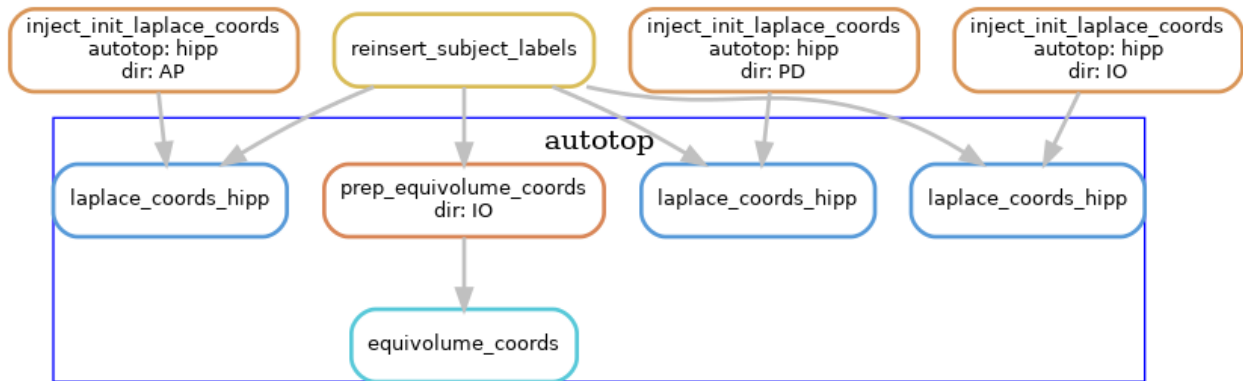 inject_init_laplace_coords
autotop: hipp
dir: AP
reinsert_subject_labels
inject_init_laplace_coords
autotop: hipp
dir: PD
inject_init_laplace_coords
autotop: hipp
dir: IO
autotop
laplace_coords_hipp
prep_equivolume_coords
dir: IO
laplace_coords_hipp
laplace_coords_hipp
equivolume_coords